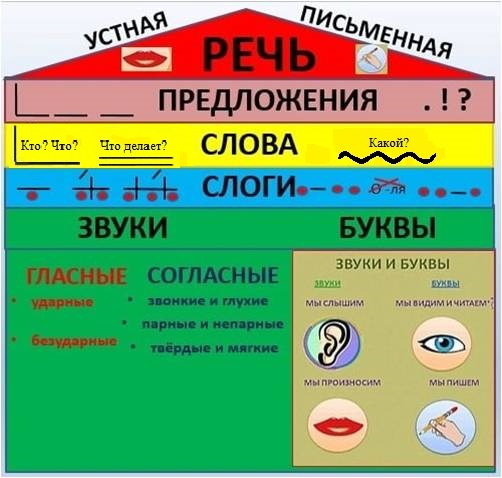 УСТНАЯ ПИСЬМЕННАЯ
РЕЧЬ
ПРЕДЛОЖЕНИЯ . ! ?
Кто? Что? Что делает? СЛОВА Какой?
СЛОГИ О -ля
ЗВУКИ БУКВЫ
ГЛАСНЫЕ СОГЛАСНЫЕ
• ударные
• безударные
• звонкие и глухие
• парные и непарные
• твёрдые и мягкие
ЗВУКИ И БУКВЫ
ЗВУКИ БУКВЫ
МЫ СЛЫШИМ МЫ ВИДИМ И ЧИТАЕМ
МЫ ПРОИЗНОСИМ МЫ ПИШЕМ